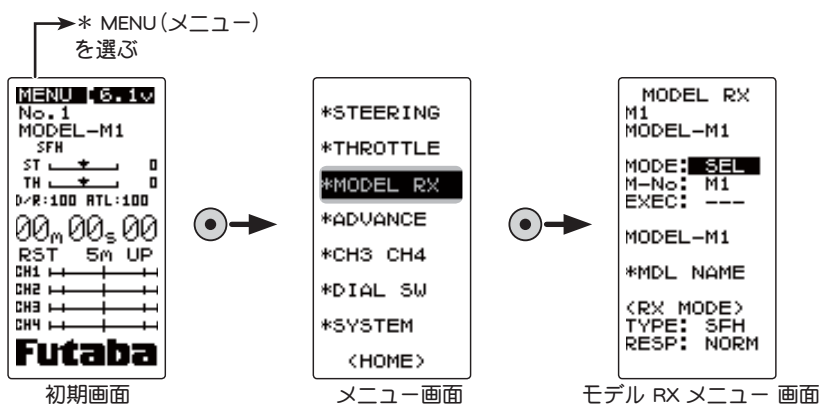 ＊ MENU（メニュー）
を選ぶ
MENU 6.1v
No.1
MODEL-M1
SFH
ST 0
TH 0
D/R:100 ATL:100
00m00s00
RST 5m UP
CH1
CH2
CH3
CH4
Futaba
初期画面
*STEERING
*THROTTLE
*MODEL RX
*ADVANCE
*CH3 CH4
*DIAL SW
*SYSTEM
<HOME>
メニュー画面
MODEL RX
M1
MODEL-M1
MODE: SEL
M-No: M1
EXEC: ---
MODEL-M1
*MDL NAME
<RX MODE>
TYPE: SFH
RESP: NORM
モデル RX メニュー 画面